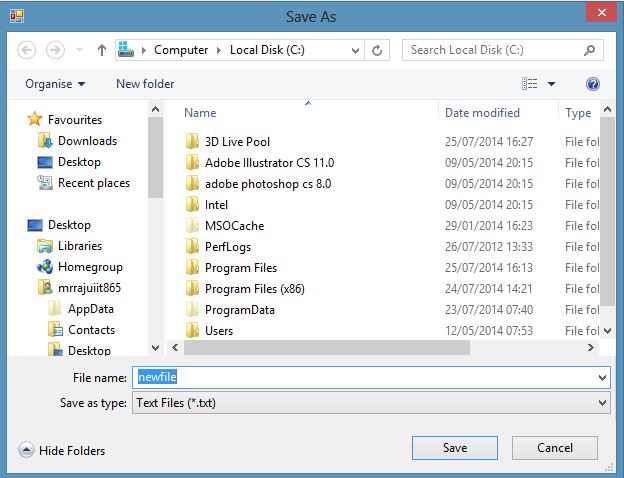 Save As
Computer Local Disk (C:)
Search Local Disk (C:)
Organise New folder
Favourites
Downloads
Desktop
Recent places
Desktop
Libraries
Homegroup
mrrajuiit865
AppData
Contacts
Desktop
Name Date modified Type
3D Live Pool 25/07/2014 16:27 File fol
Adobe Illustrator CS 11.0 09/05/2014 20:15 File fol
adobe photoshop cs 8.0 09/05/2014 20:15 File fol
Intel 09/05/2014 20:15 File fol
MSOCache 29/01/2014 16:23 File fol
PerfLogs 26/07/2012 13:33 File fol
Program Files 25/07/2014 16:13 File fol
Program Files (x86) 24/07/2014 14:21 File fol
ProgramData 23/07/2014 07:40 File fol
Users 12/05/2014 07:53 File fol
File name: newfile
Save as type: Text Files (*.txt)
Hide Folders
Save Cancel